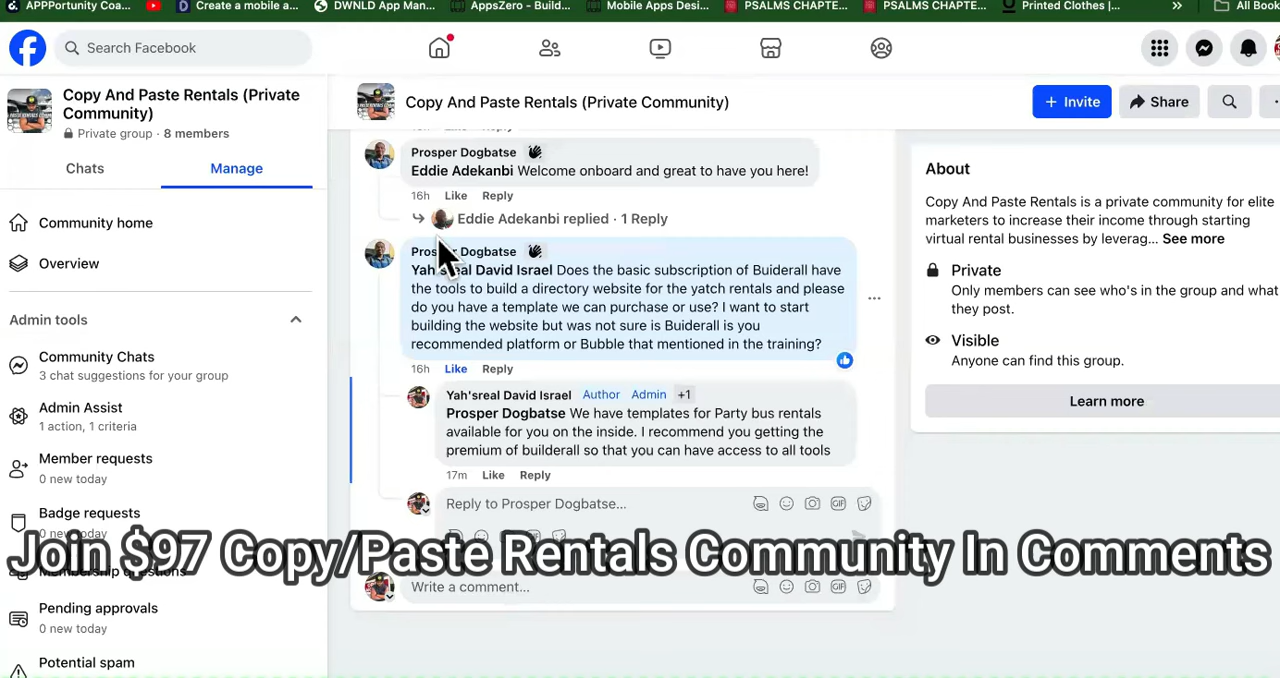 APPPortunity Coa...
Create a mobile a...
DWNLD App Man...
AppsZero - Build...
Mobile Apps Desi...
PSALMS CHAPTE...
PSALMS CHAPTE...
Printed Clothes |...
»
All Book
Search Facebook
Copy And Paste Rentals (Private
Community)
Private group · 8 members
Chats
Manage
Community home
Overview
Admin tools
Community Chats
3 chat suggestions for your group
Admin Assist
1 action, 1 criteria
Member requests
0 new today
Badge requests
0 new today
Membership questions
Pending approvals
0 new today
Potential spam
Copy And Paste Rentals (Private Community)
+ Invite
Share
Prosper Dogbatse
Eddie Adekanbi Welcome onboard and great to have you here!
16h Like Reply
Eddie Adekanbi replied · 1 Reply
Prosper Dogbatse
Yah'sreal David Israel Does the basic subscription of Buiderall have
the tools to build a directory website for the yatch rentals and please
do you have a template we can purchase or use? I want to start
building the website but was not sure is Buiderall is you
recommended platform or Bubble that mentioned in the training?
16h Like Reply
Yah'sreal David Israel Author Admin +1
Prosper Dogbatse We have templates for Party bus rentals
available for you on the inside. I recommend you getting the
premium of builderall so that you can have access to all tools
17m Like Reply
Reply to Prosper Dogbatse...
GIF
Write a comment...
GIF
About
Copy And Paste Rentals is a private community for elite
marketers to increase their income through starting
virtual rental businesses by leverag... See more
Private
Only members can see who's in the group and what
they post.
Visible
Anyone can find this group.
Learn more
Join $97 Copy/Paste Rentals Community In Comments